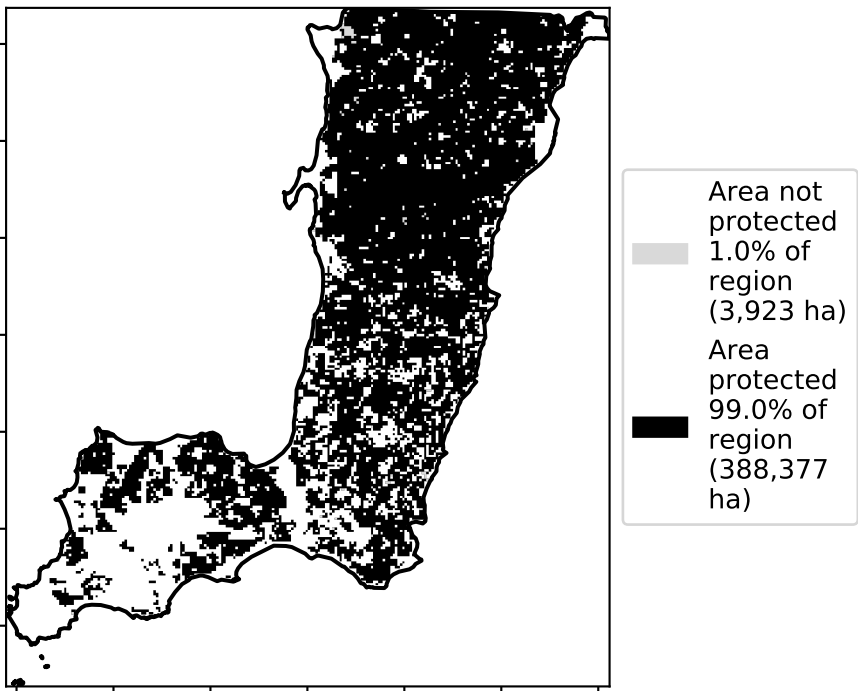 Area not
protected
1.0% of
region
(3,923 ha)
Area
protected
99.0% of
region
(388,377
ha)